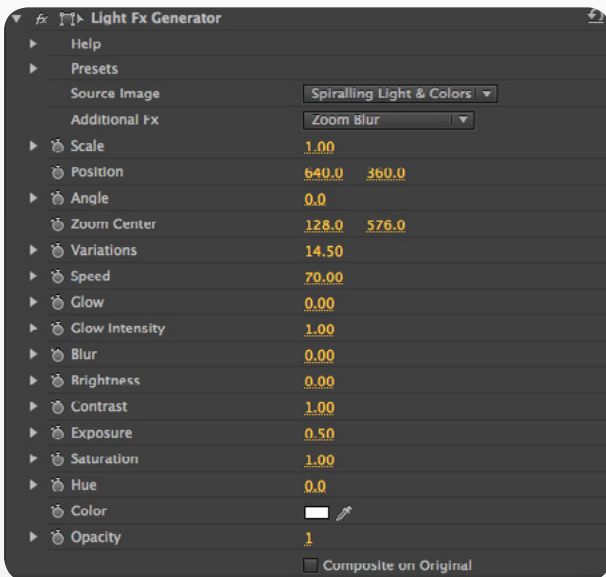 fx Light Fx Generator
Help
Presets
Source Image Spiralling Light & Colors
Additional Fx Zoom Blur
Scale 1.00
Position 640.0 360.0
Angle 0.0
Zoom Center 128.0 576.0
Variations 14.50
Speed 70.00
Glow 0.00
Glow Intensity 1.00
Blur 0.00
Brightness 0.00
Contrast 1.00
Exposure 0.50
Saturation 1.00
Hue 0.0
Color
Opacity 1
Composite on Original